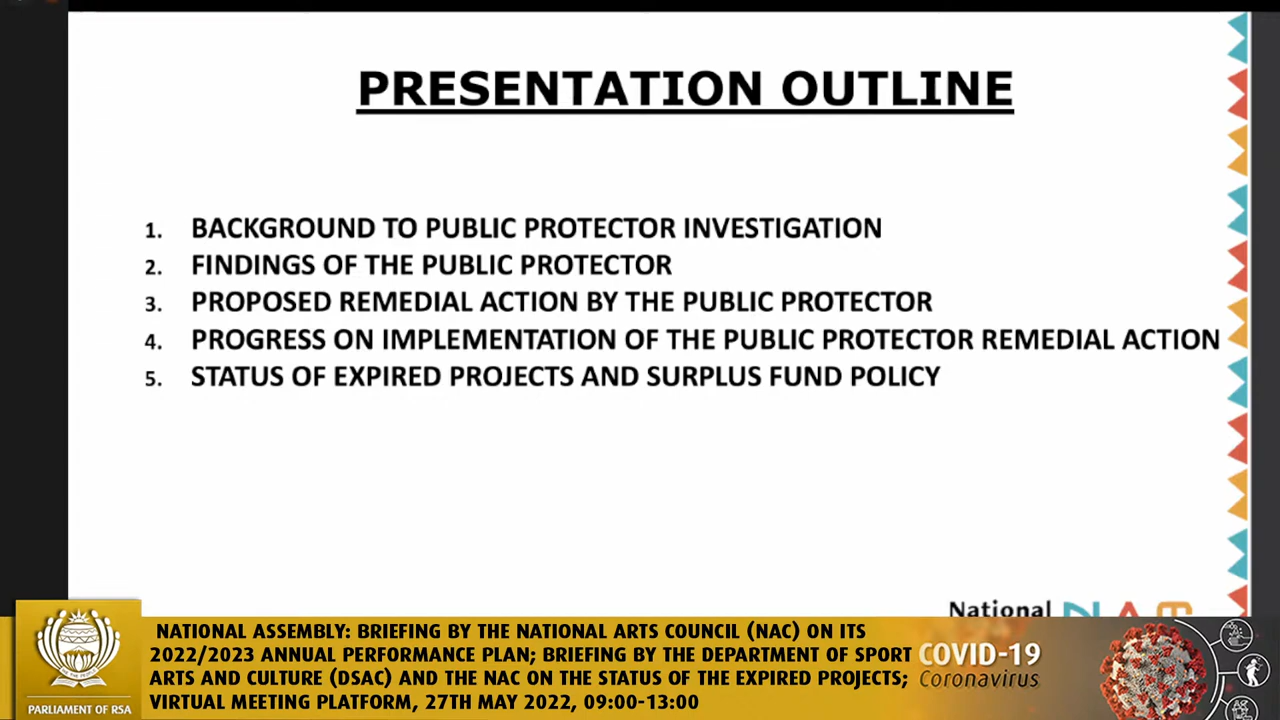 PRESENTATION OUTLINE
1. BACKGROUND TO PUBLIC PROTECTOR INVESTIGATION
2. FINDINGS OF THE PUBLIC PROTECTOR
3. PROPOSED REMEDIAL ACTION BY THE PUBLIC PROTECTOR
4. PROGRESS ON IMPLEMENTATION OF THE PUBLIC PROTECTOR REMEDIAL ACTION
5. STATUS OF EXPIRED PROJECTS AND SURPLUS FUND POLICY
National
NATIONAL ASSEMBLY: BRIEFING BY THE NATIONAL ARTS COUNCIL (NAC) ON ITS
2022/2023 ANNUAL PERFORMANCE PLAN; BRIEFING BY THE DEPARTMENT OF SPORT
ARTS AND CULTURE (DSAC) AND THE NAC ON THE STATUS OF THE EXPIRED PROJECTS;
VIRTUAL MEETING PLATFORM, 27TH MAY 2022, 09:00-13:00
PARLIAMENT OF RSA
COVID-19
Coronavirus